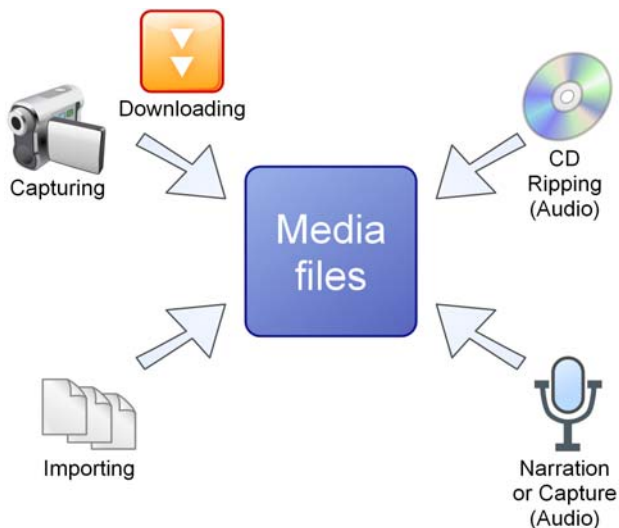 Downloading
Capturing
CD
Ripping
(Audio)
Media
files
Importing
Narration
or Capture
(Audio)